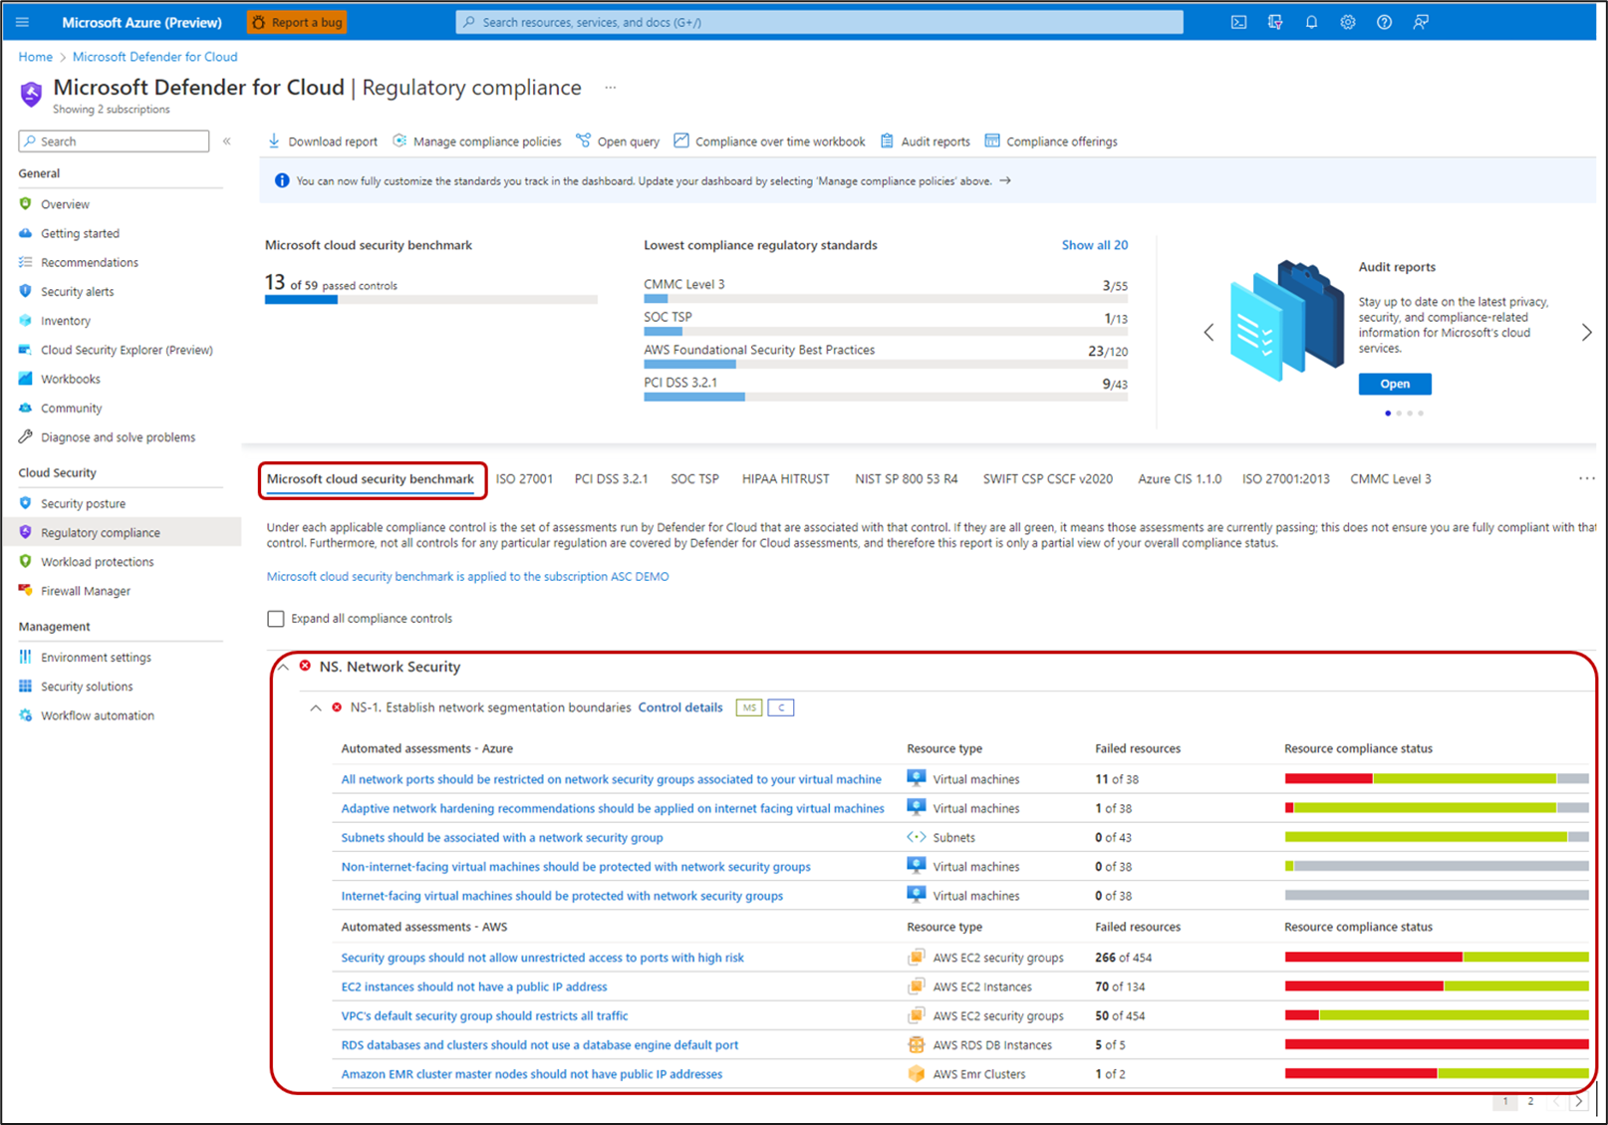 Microsoft Azure (Preview)
Report a bug
Search resources, services, and docs (G+/)
Home > Microsoft Defender for Cloud
Microsoft Defender for Cloud | Regulatory compliance ...
Showing 2 subscriptions
Search
«
Download report
Manage compliance policies
Open query
Compliance over time workbook
Audit reports
Compliance offerings
You can now fully customize the standards you track in the dashboard. Update your dashboard by selecting 'Manage compliance policies' above. →
General
Overview
Getting started
Recommendations
Security alerts
Inventory
Cloud Security Explorer (Preview)
Workbooks
Community
Diagnose and solve problems
Cloud Security
Security posture
Regulatory compliance
Workload protections
Firewall Manager
Management
Environment settings
Security solutions
Workflow automation
Microsoft cloud security benchmark
13 of 59 passed controls
Lowest compliance regulatory standards
Show all 20
CMMC Level 3 3/55
SOC TSP 1/13
AWS Foundational Security Best Practices 23/120
PCI DSS 3.2.1 9/43
Audit reports
Stay up to date on the latest privacy,
security, and compliance-related
information for Microsoft's cloud
services.
Open
Microsoft cloud security benchmark
ISO 27001
PCI DSS 3.2.1
SOC TSP
HIPAA HITRUST
NIST SP 800 53 R4
SWIFT CSP CSCF v2020
Azure CIS 1.1.0
ISO 27001:2013
CMMC Level 3
...
Under each applicable compliance control is the set of assessments run by Defender for Cloud that are associated with that control. If they are all green, it means those assessments are currently passing; this does not ensure you are fully compliant with that
control. Furthermore, not all controls for any particular regulation are covered by Defender for Cloud assessments, and therefore this report is only a partial view of your overall compliance status.
Microsoft cloud security benchmark is applied to the subscription ASC DEMO
Expand all compliance controls
NS. Network Security
NS-1. Establish network segmentation boundaries Control details MS C
Automated assessments - Azure Resource type Failed resources Resource compliance status
All network ports should be restricted on network security groups associated to your virtual machine Virtual machines 11 of 38
Adaptive network hardening recommendations should be applied on internet facing virtual machines Virtual machines 1 of 38
Subnets should be associated with a network security group Subnets 0 of 43
Non-internet-facing virtual machines should be protected with network security groups Virtual machines 0 of 38
Internet-facing virtual machines should be protected with network security groups Virtual machines 0 of 38
Automated assessments - AWS Resource type Failed resources Resource compliance status
Security groups should not allow unrestricted access to ports with high risk AWS EC2 security groups 266 of 454
EC2 instances should not have a public IP address AWS EC2 Instances 70 of 134
VPC's default security group should restricts all traffic AWS EC2 security groups 50 of 454
RDS databases and clusters should not use a database engine default port AWS RDS DB Instances 5 of 5
Amazon EMR cluster master nodes should not have public IP addresses AWS Emr Clusters 1 of 2
1 2 < >